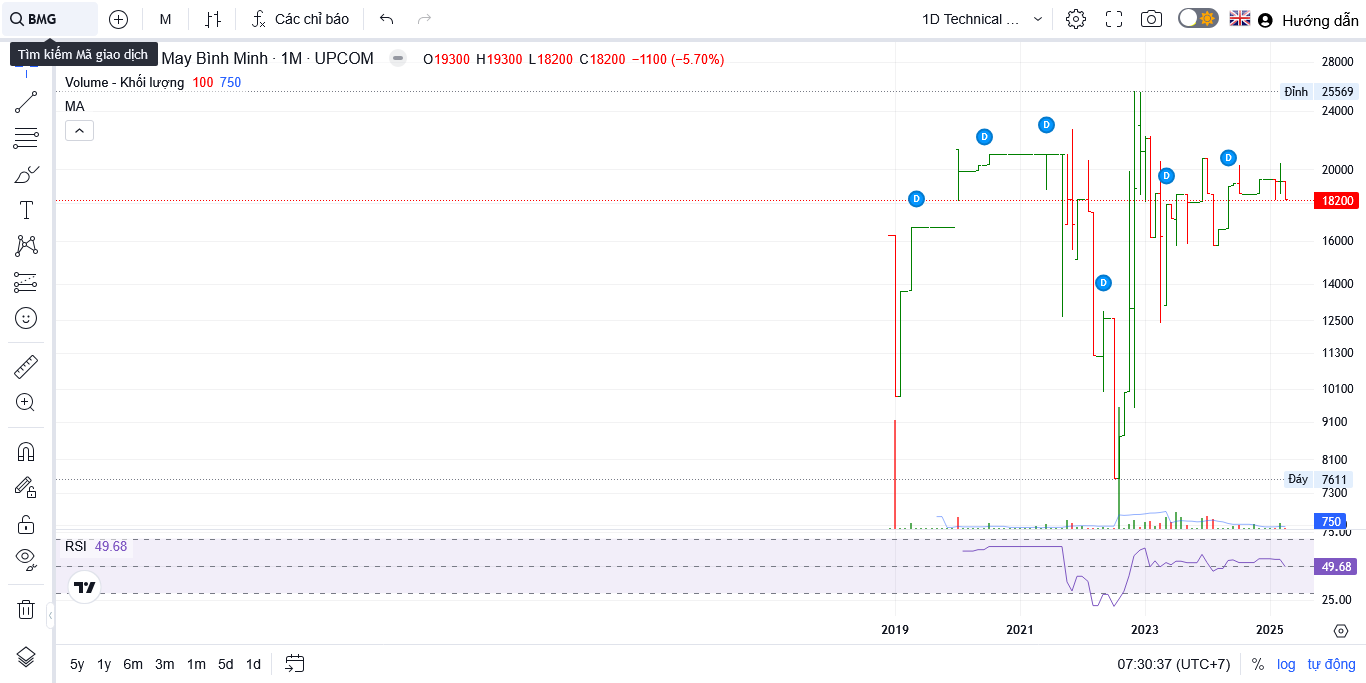 BMG
M
Các chỉ báo
1D Technical ...
Hướng dẫn
Tìm kiếm Mã giao dịch
May Bình Minh · 1M · UPCOM
O19300 H19300 L18200 C18200 −1100 (−5.70%)
Volume - Khối lượng 100 750
MA
28000
Đỉnh 25569
24000
20000
18200
16000
14000
12500
11300
10100
9100
8100
Đáy 7611
7300
750
75.00
RSI 49.68
49.68
25.00
D
D
D
D
D
D
2019 2021 2023 2025
5y 1y 6m 3m 1m 5d 1d
07:30:37 (UTC+7)
% log tự động